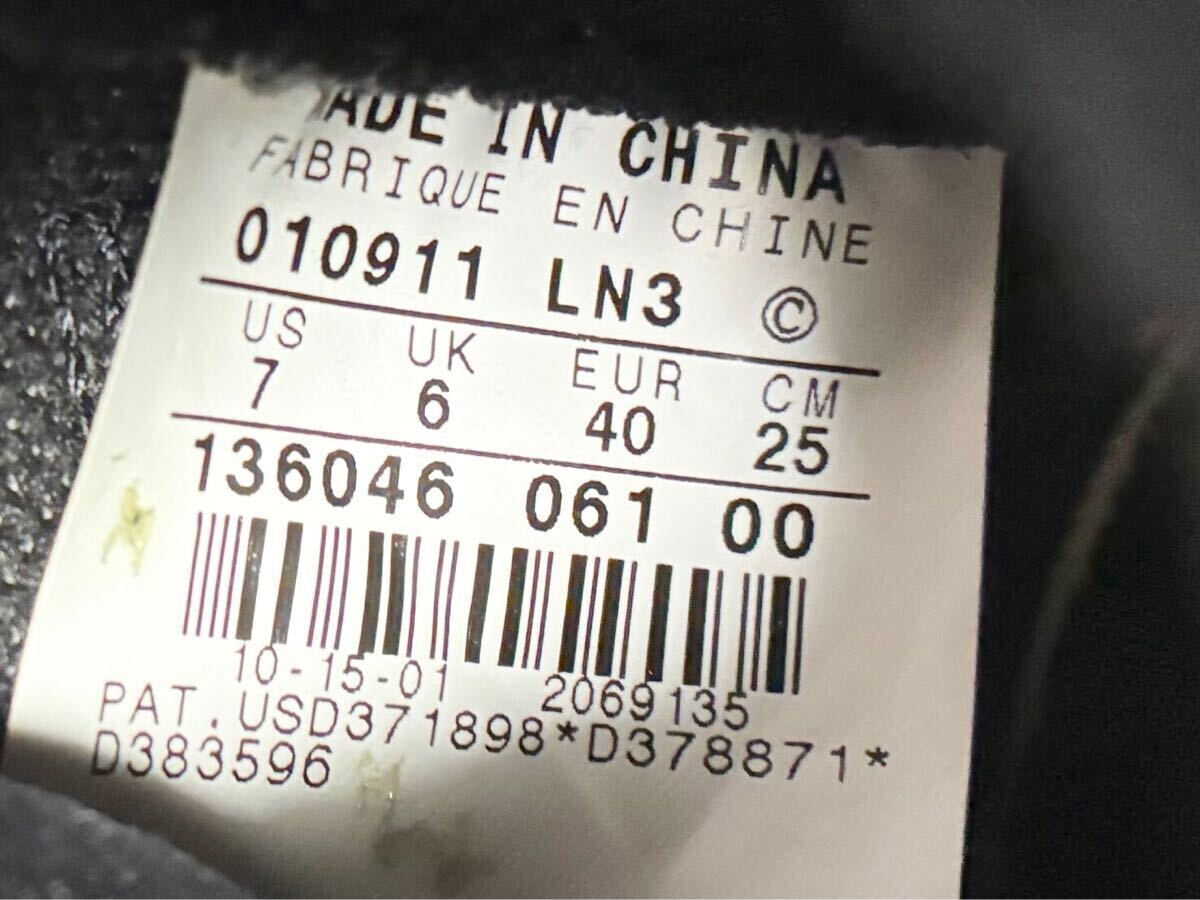 MADE IN CHINA
FABRIQUE EN CHINE
010911 LN3 ©
US UK EUR CM
7 6 40 25
136046 061 00
10-15-01 2069135
PAT.USD371898*D378871*
D383596